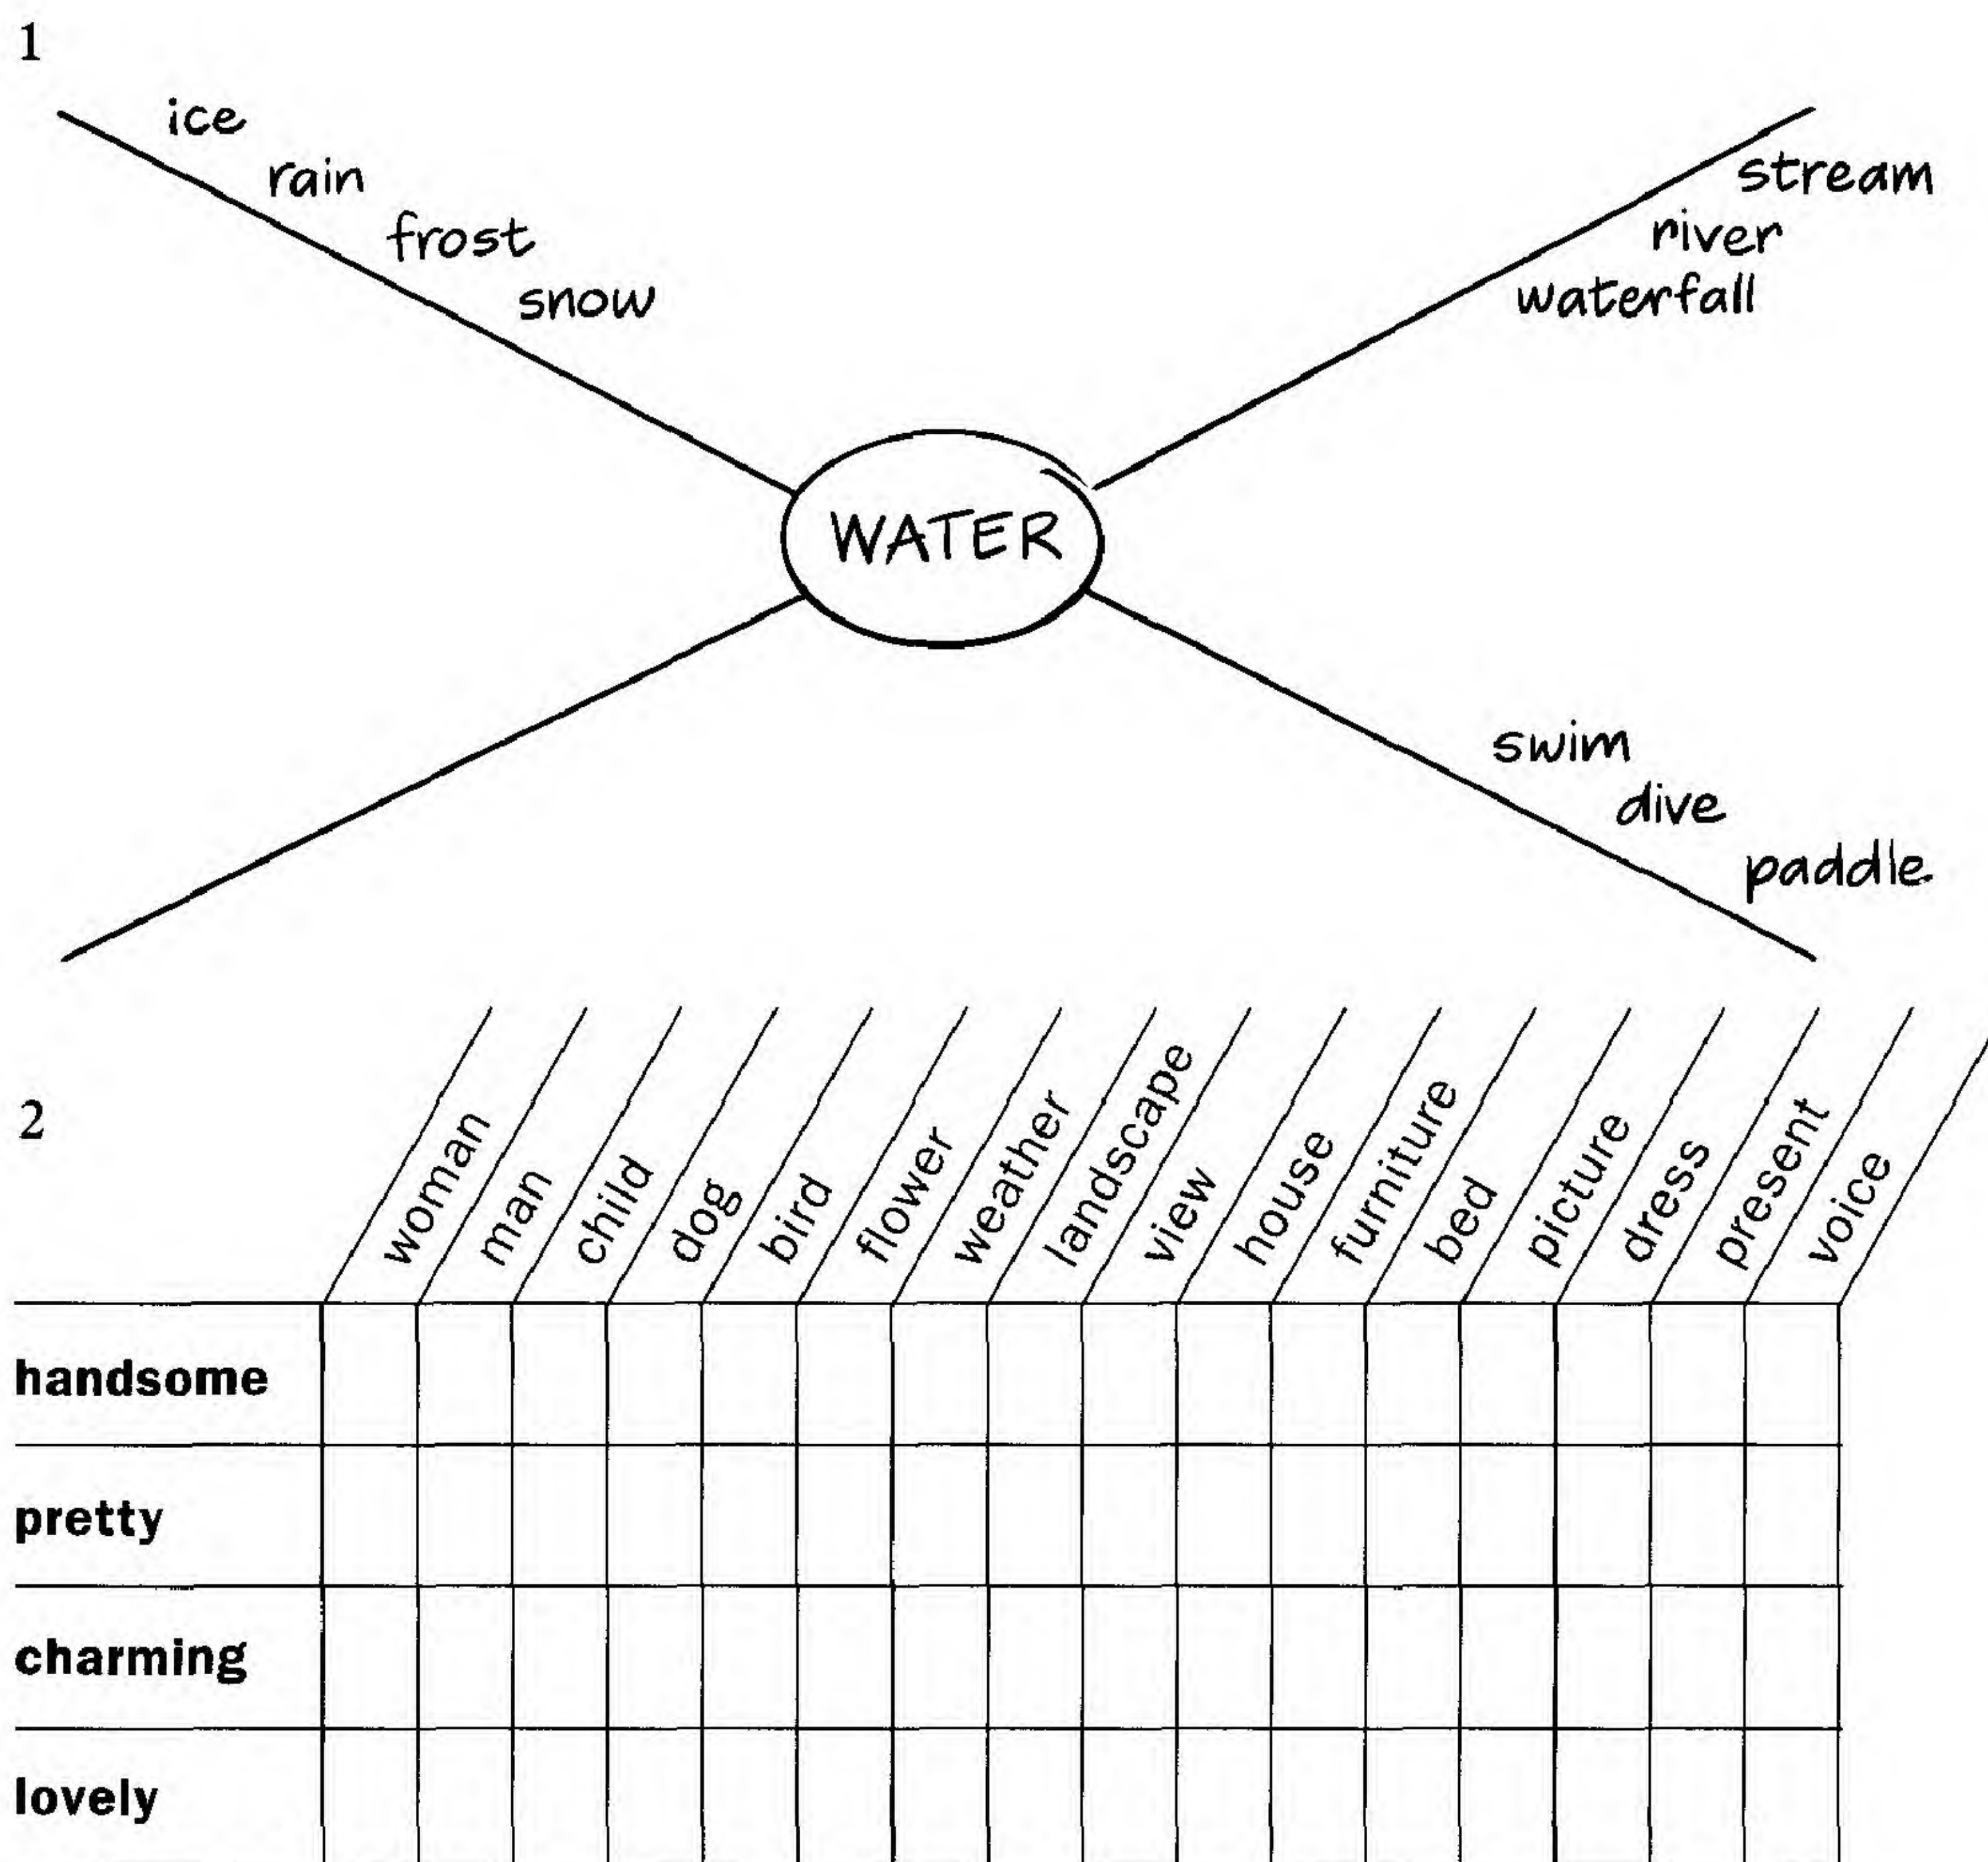 1
ice
rain
frost
snow
stream
river
waterfall
WATER
swim
dive
paddle
2
woman
man
child
dog
bird
flower
weather
landscape
view
house
furniture
bed
picture
dress
present
voice
handsome
pretty
charming
lovely